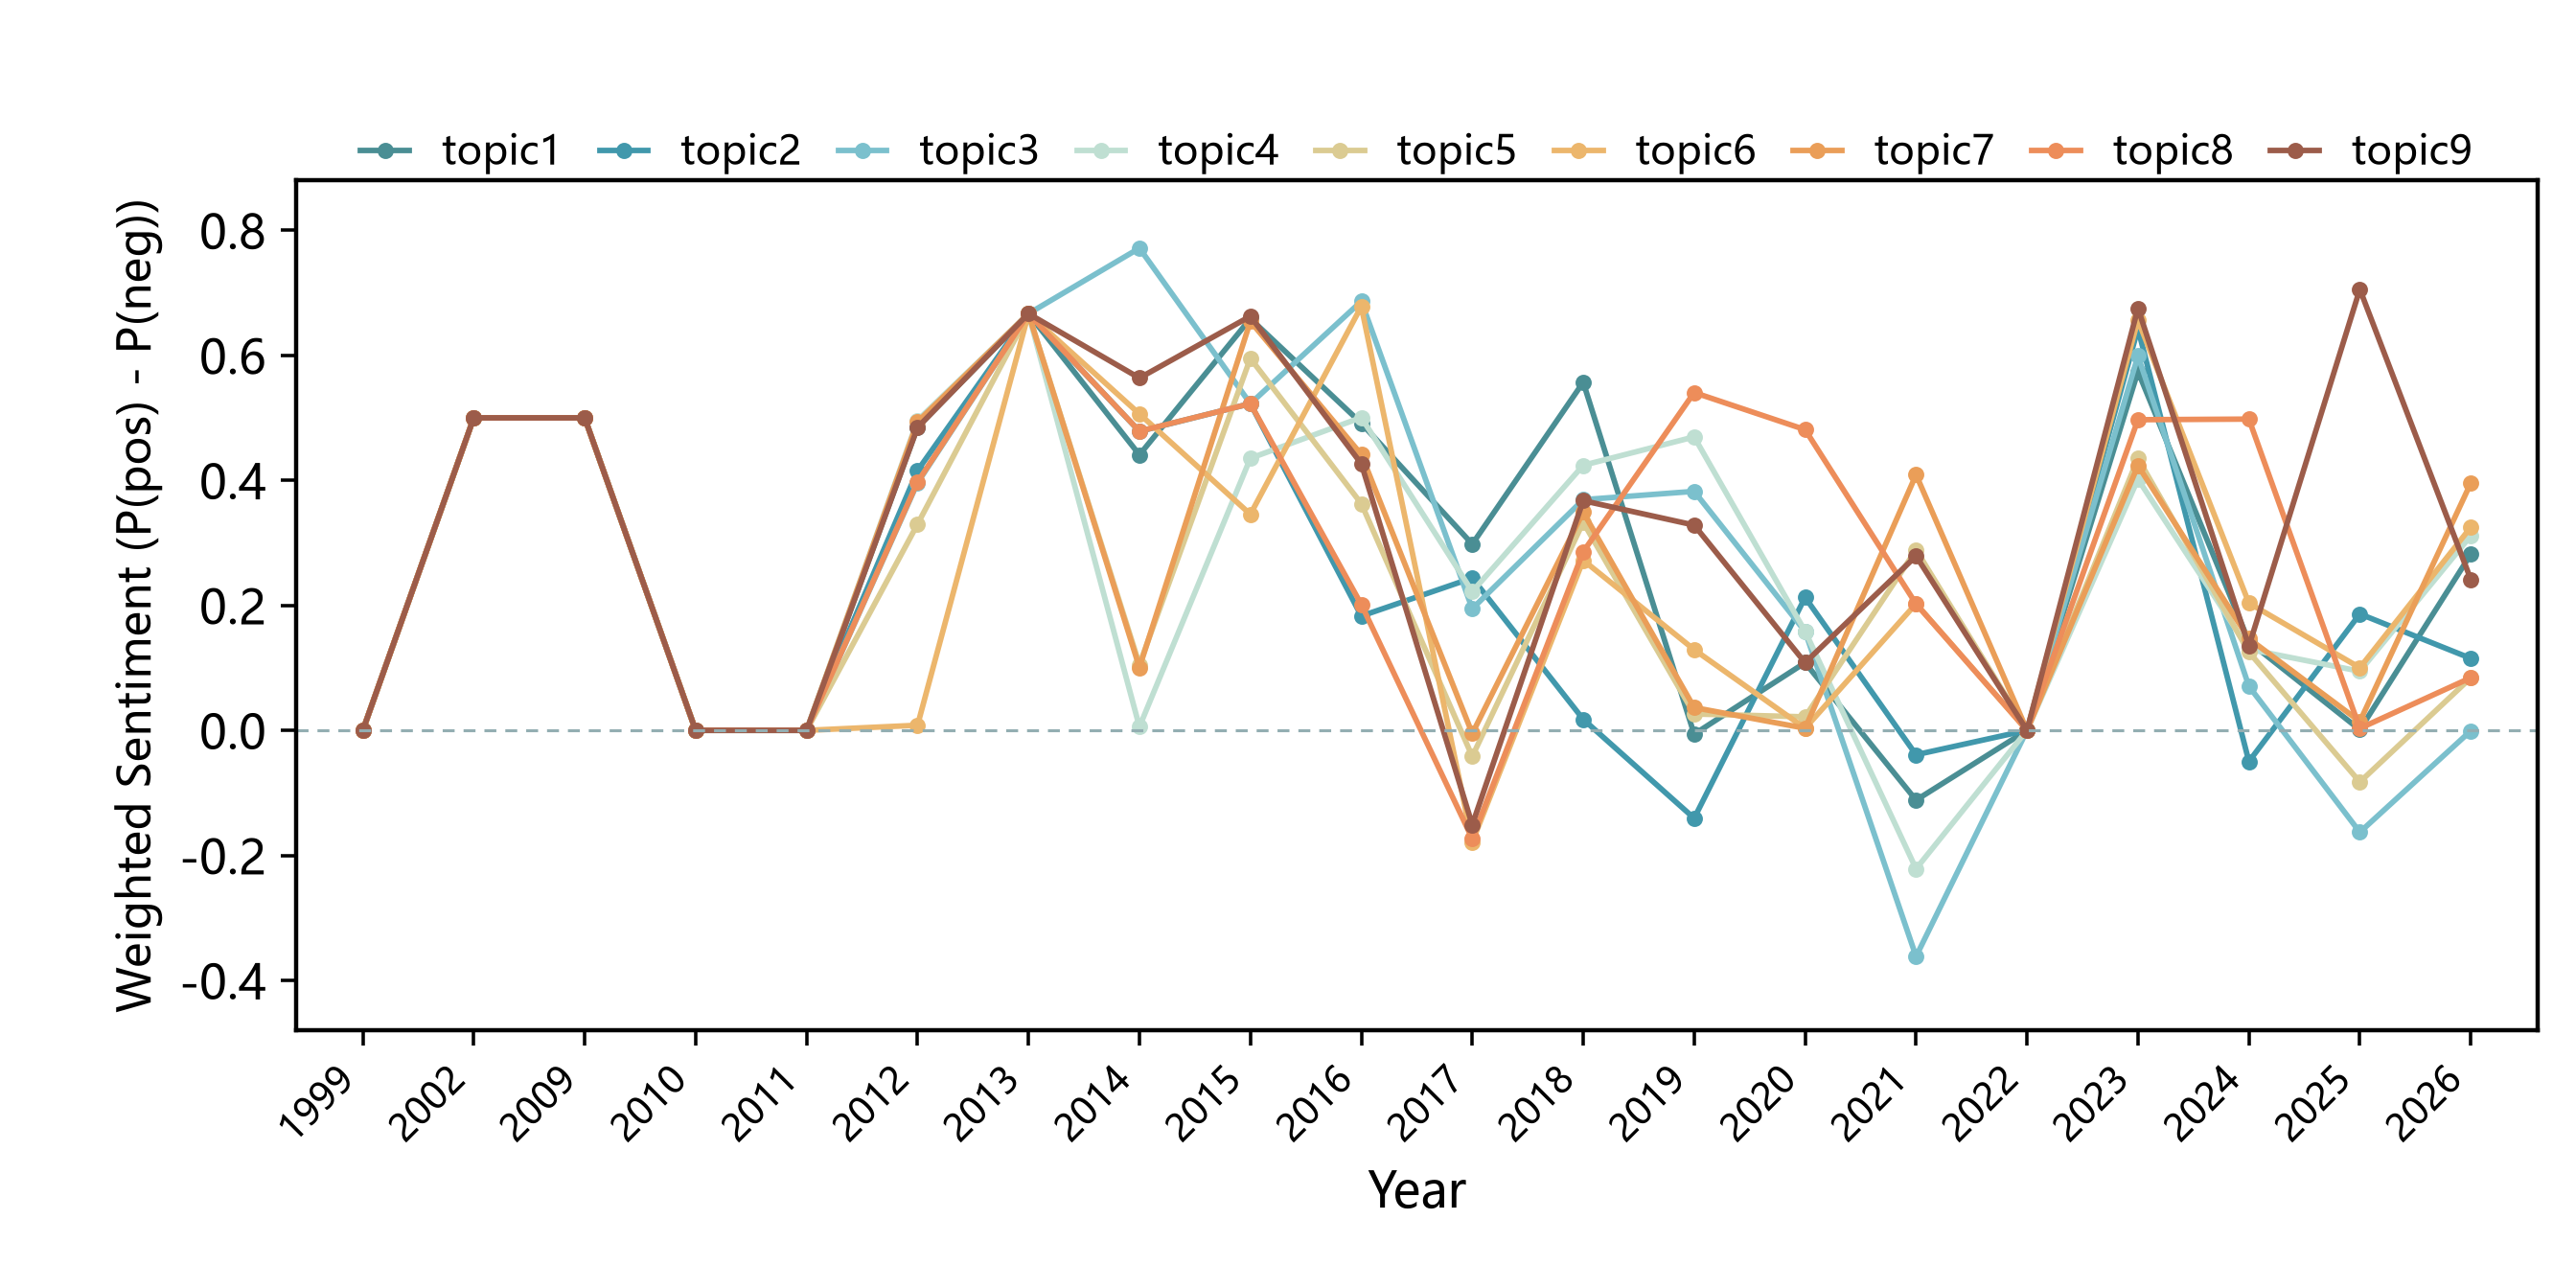 topic1 topic2 topic3 topic4 topic5 topic6 topic7 topic8 topic9
Weighted Sentiment (P(pos) - P(neg))
0.8
0.6
0.4
0.2
0.0
-0.2
-0.4
1999 2002 2009 2010 2011 2012 2013 2014 2015 2016 2017 2018 2019 2020 2021 2022 2023 2024 2025 2026
Year